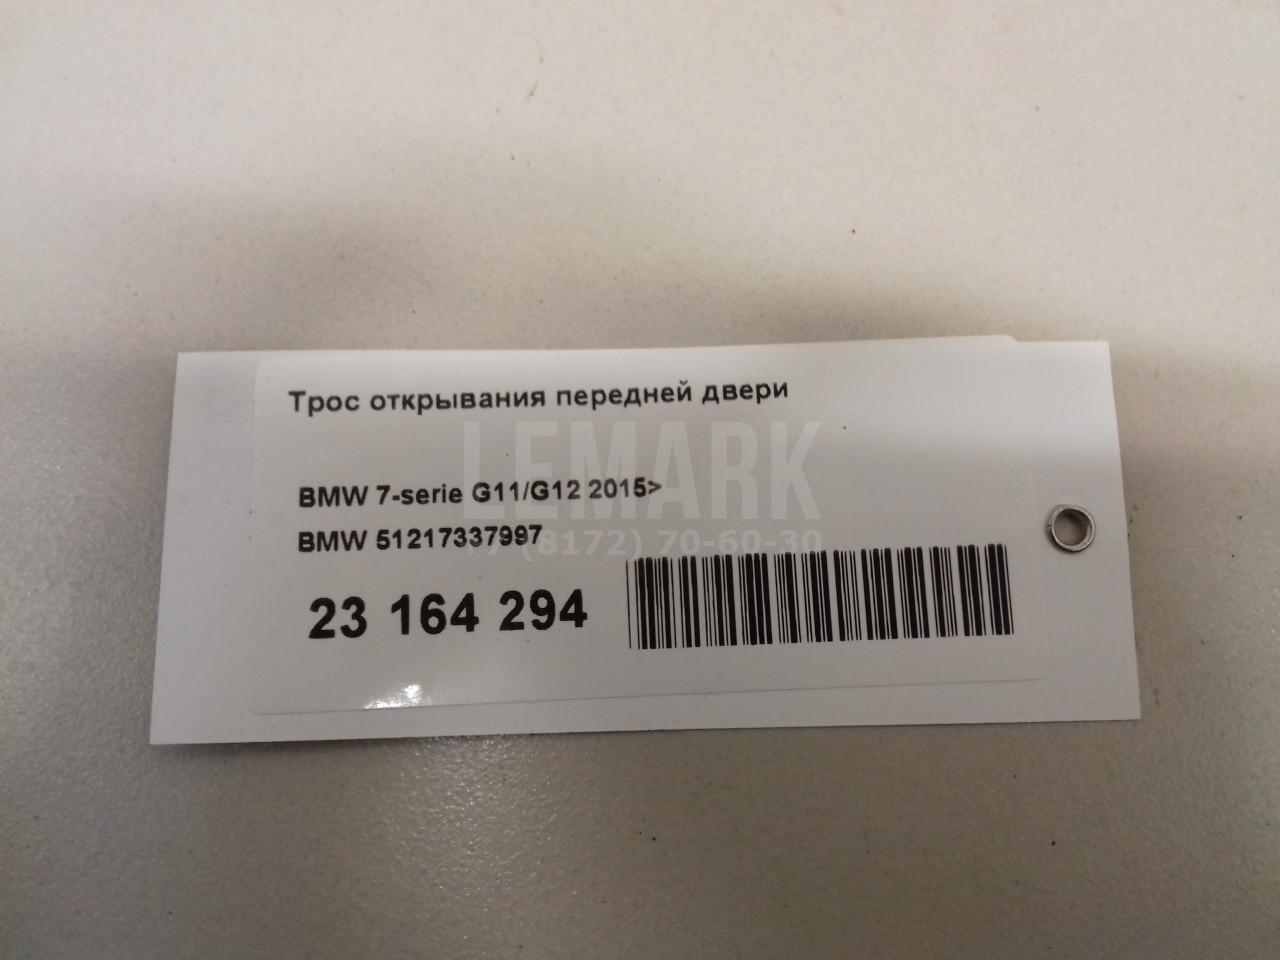 Трос открывания передней двери
LEMARK
BMW 7-serie G11/G12 2015>
BMW 51217337997
+7 (8172) 70-60-30
23 164 294